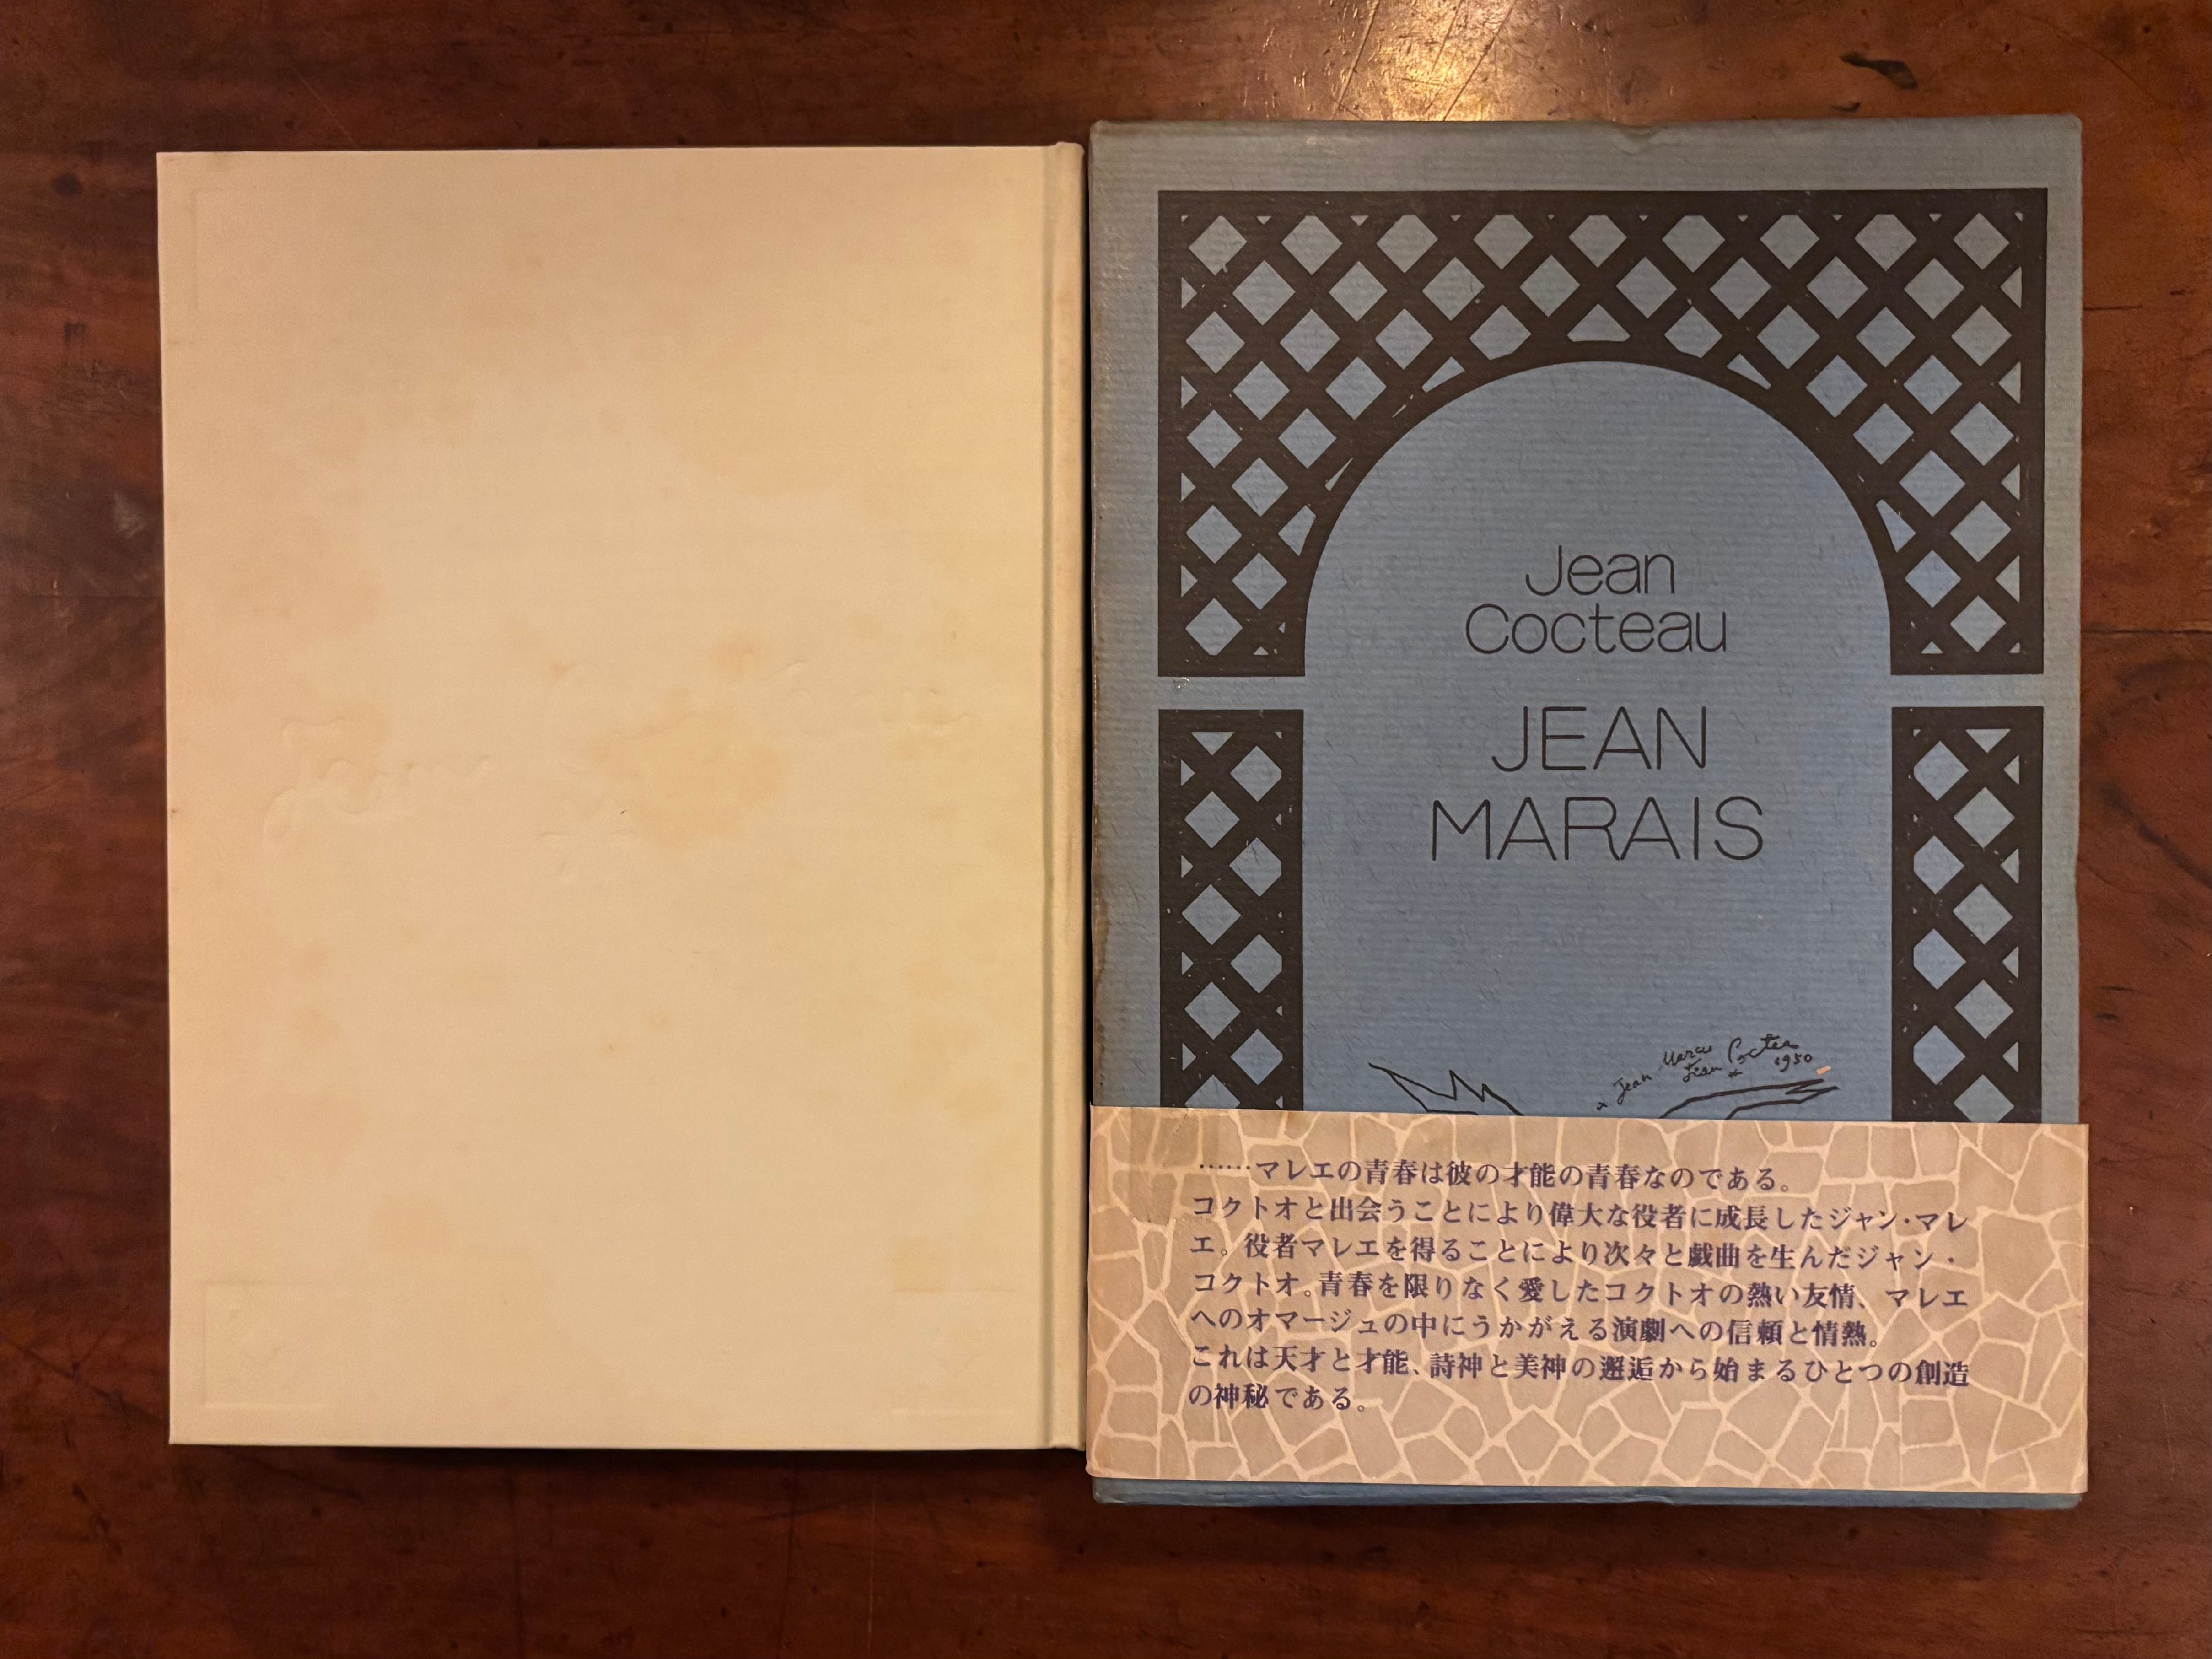 Jean
Cocteau
JEAN
MARAIS
Jean Marais
Jean Cocteau
* 1950
……マレエの青春は彼の才能の青春なのである。
コクトオと出会うことにより偉大な役者に成長したジャン・マレ
エ。役者マレエを得ることにより次々と戯曲を生んだジャン・
コクトオ。青春を限りなく愛したコクトオの熱い友情、マレエ
へのオマージュの中にうかがえる演劇への信頼と情熱。
これは天才と才能、詩神と美神の邂逅から始まるひとつの創造
の神秘である。